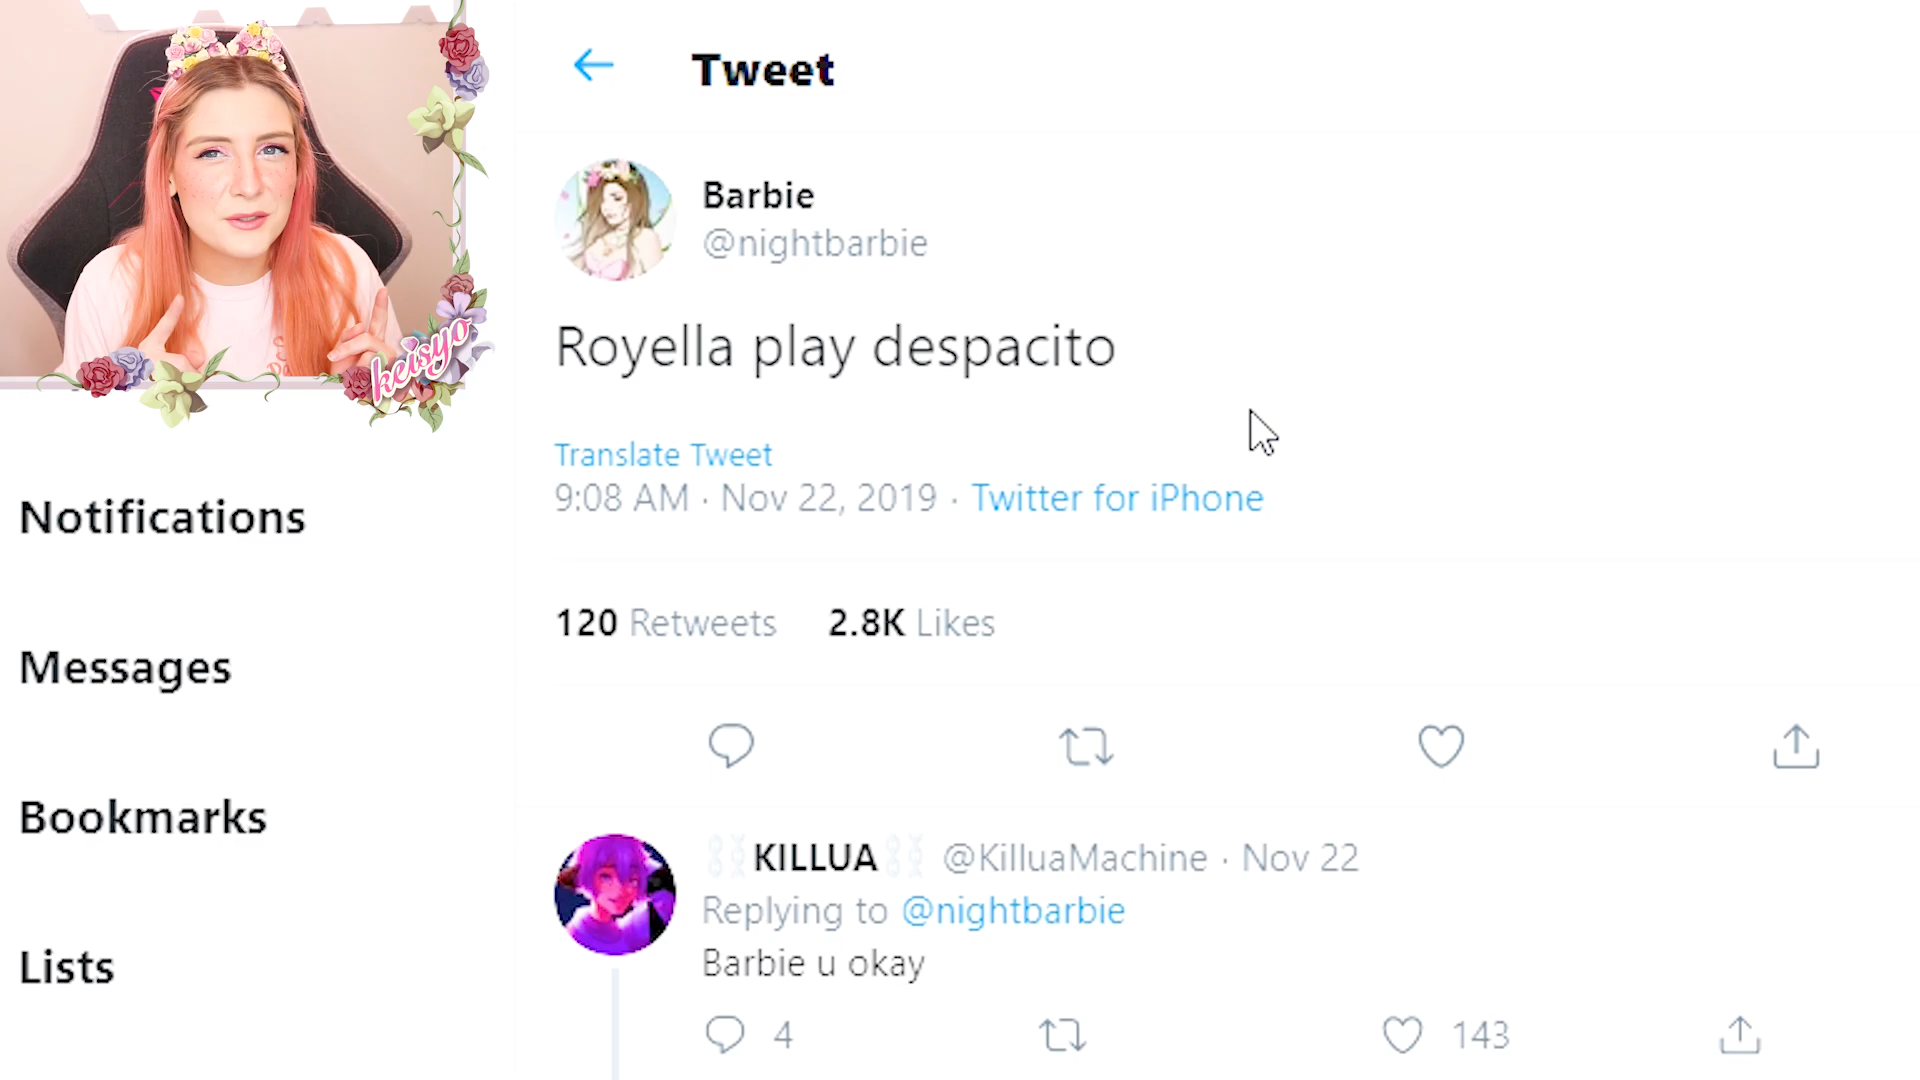 keisyo
Tweet
Barbie
@nightbarbie
Royella play despacito
Translate Tweet
9:08 AM · Nov 22, 2019 · Twitter for iPhone
120 Retweets 2.8K Likes
Notifications
Messages
Bookmarks
Lists
KILLUA @KilluaMachine · Nov 22
Replying to @nightbarbie
Barbie u okay
4 143